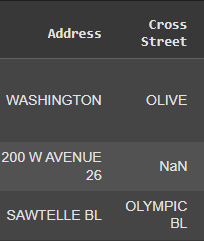 Address Cross
Street
WASHINGTON OLIVE
200 W AVENUE
26 NaN
SAWTELLE BL OLYMPIC
BL